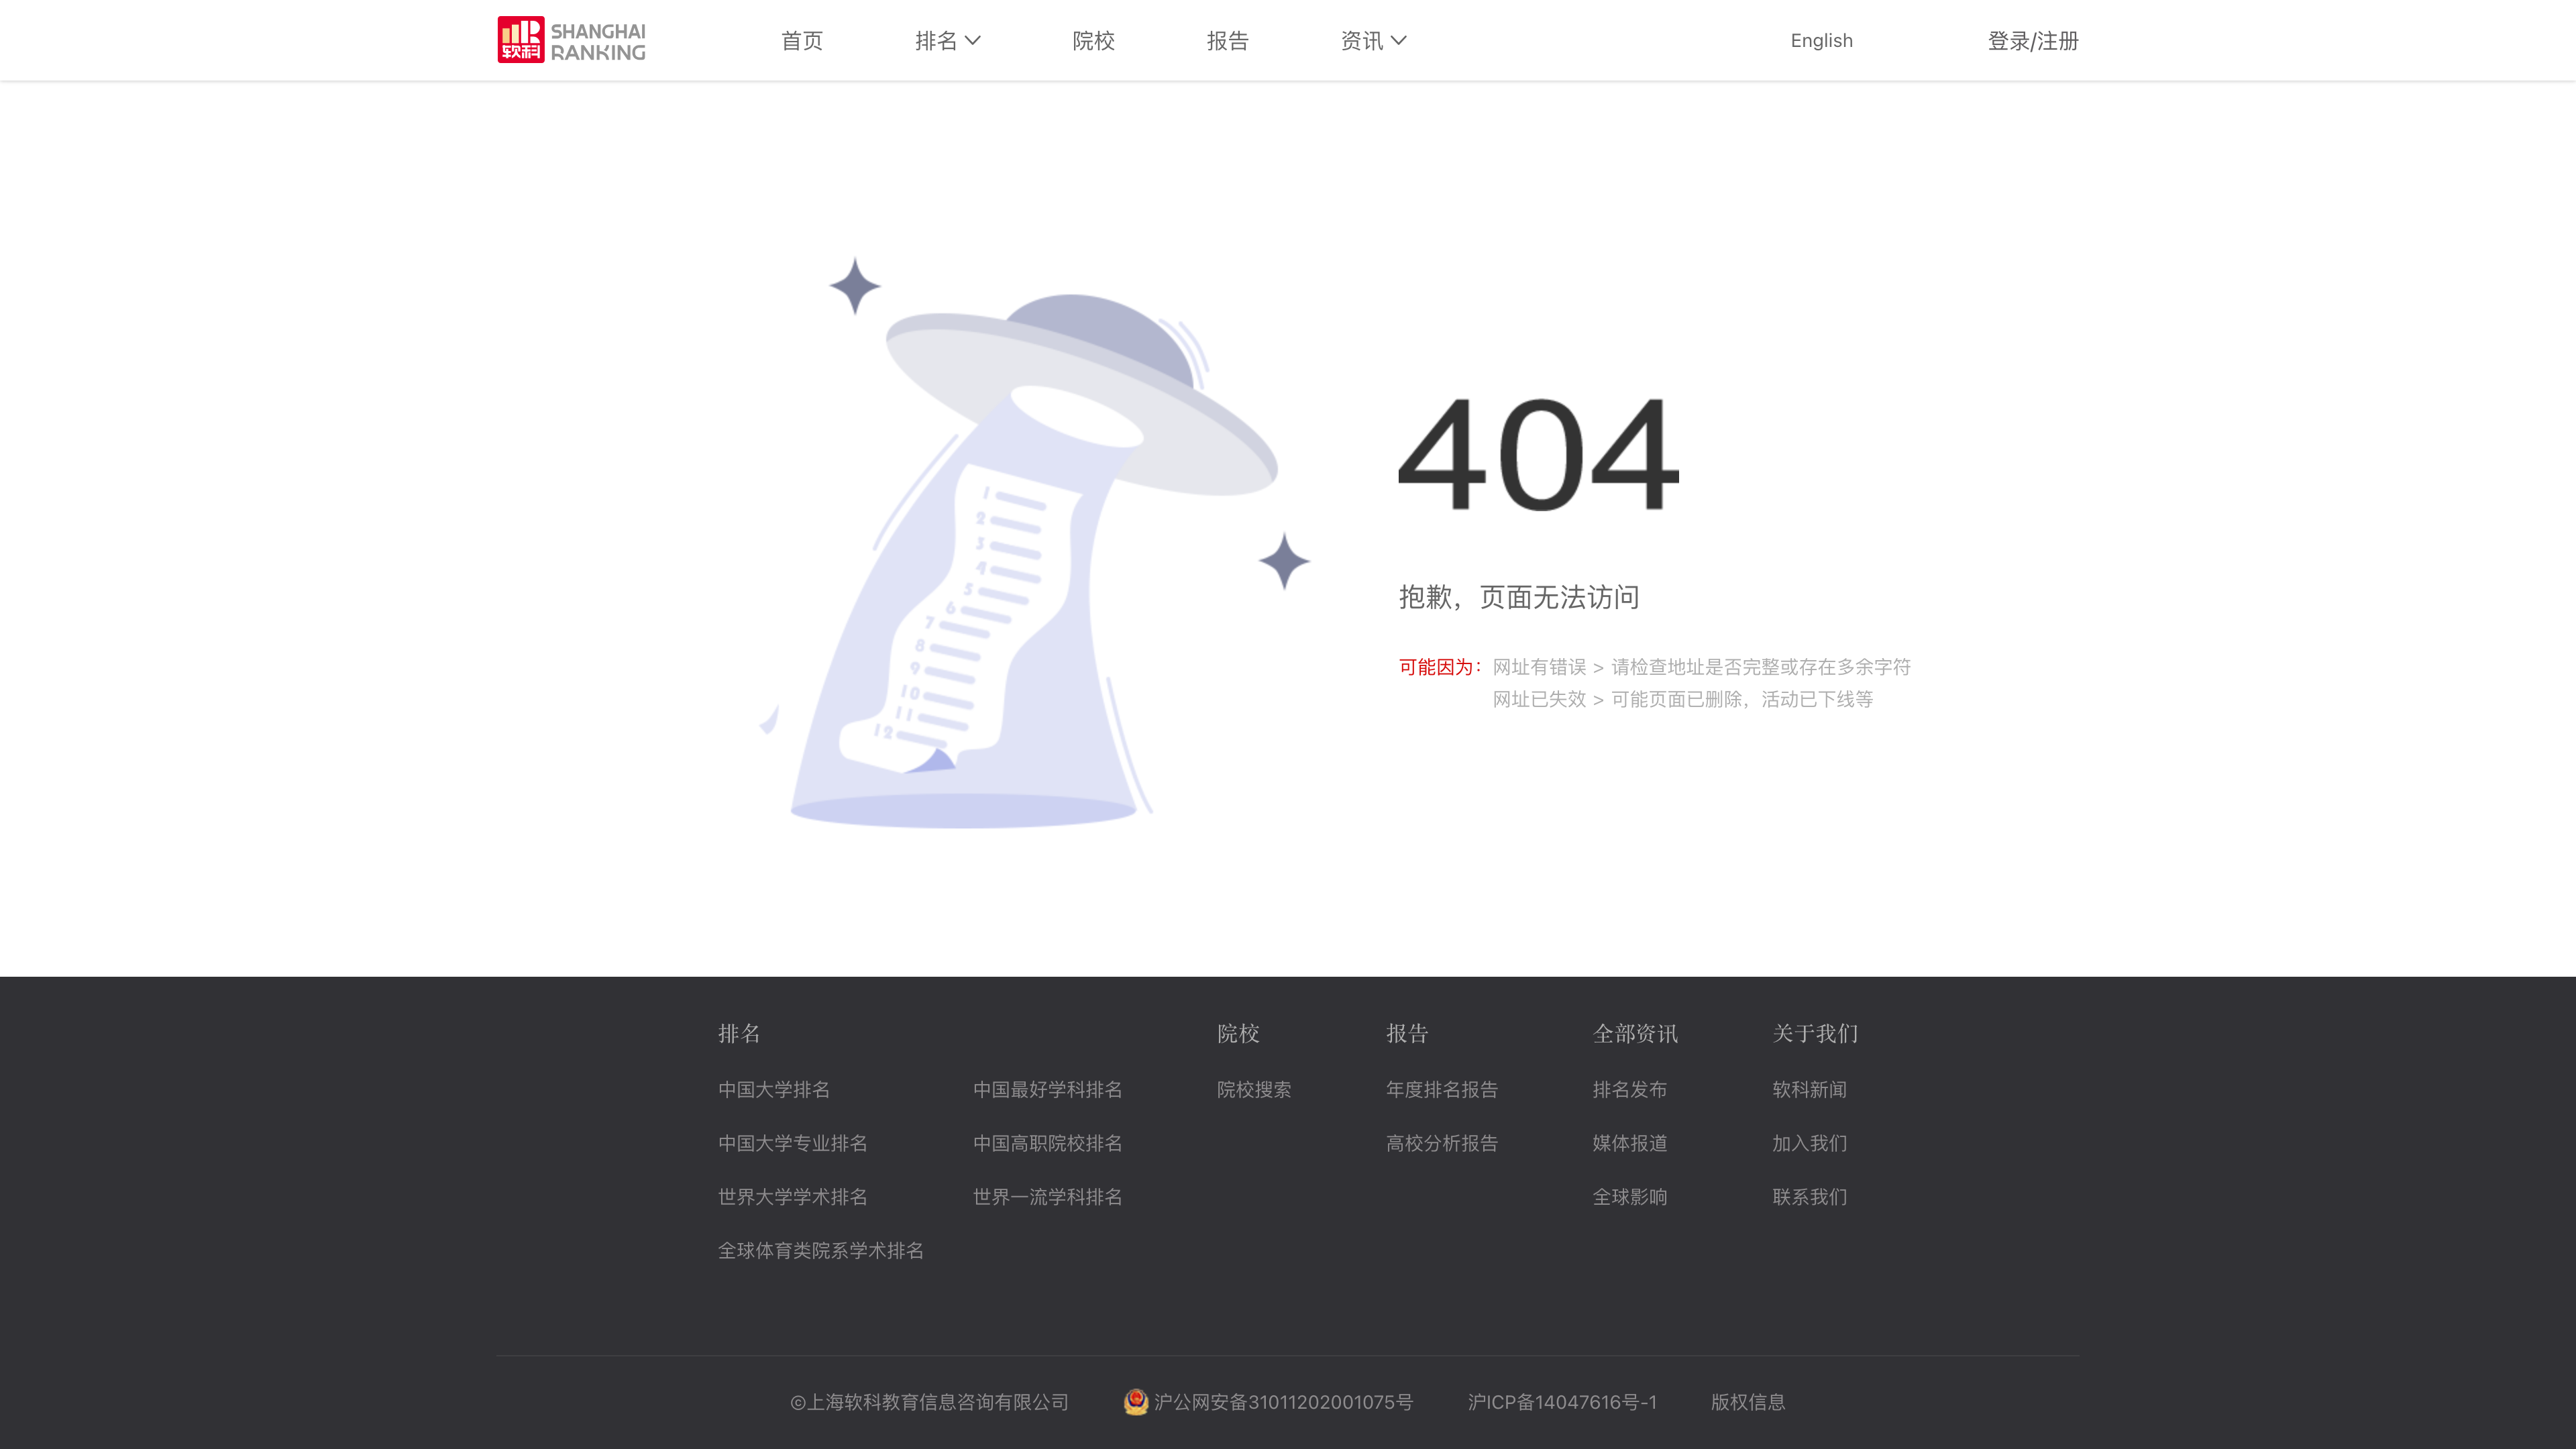 软科 SHANGHAI RANKING
首页 排名 院校 报告 资讯 English 登录/注册
1
2
3
4
5
6
7
8
9
10
11
12
404
抱歉，页面无法访问
可能因为：网址有错误 > 请检查地址是否完整或存在多余字符
网址已失效 > 可能页面已删除，活动已下线等
排名 院校 报告 全部资讯 关于我们
中国大学排名 中国最好学科排名 院校搜索 年度排名报告 排名发布 软科新闻
中国大学专业排名 中国高职院校排名 高校分析报告 媒体报道 加入我们
世界大学学术排名 世界一流学科排名 全球影响 联系我们
全球体育类院系学术排名
©上海软科教育信息咨询有限公司 沪公网安备31011202001075号 沪ICP备14047616号-1 版权信息